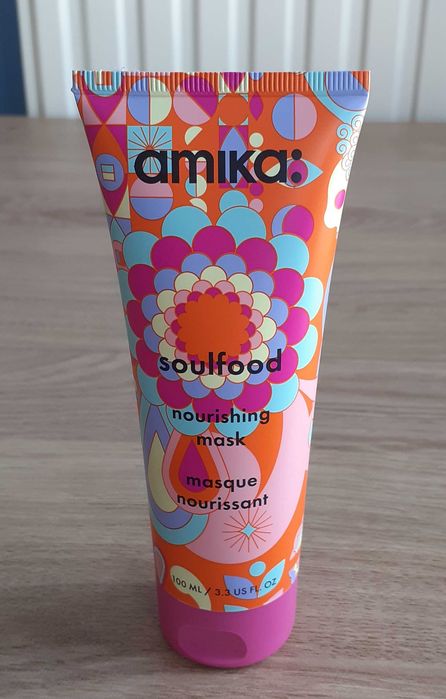 amika:
soulfood
nourishing
mask
masque
nourissant
100 ML / 3.3 US FL. OZ